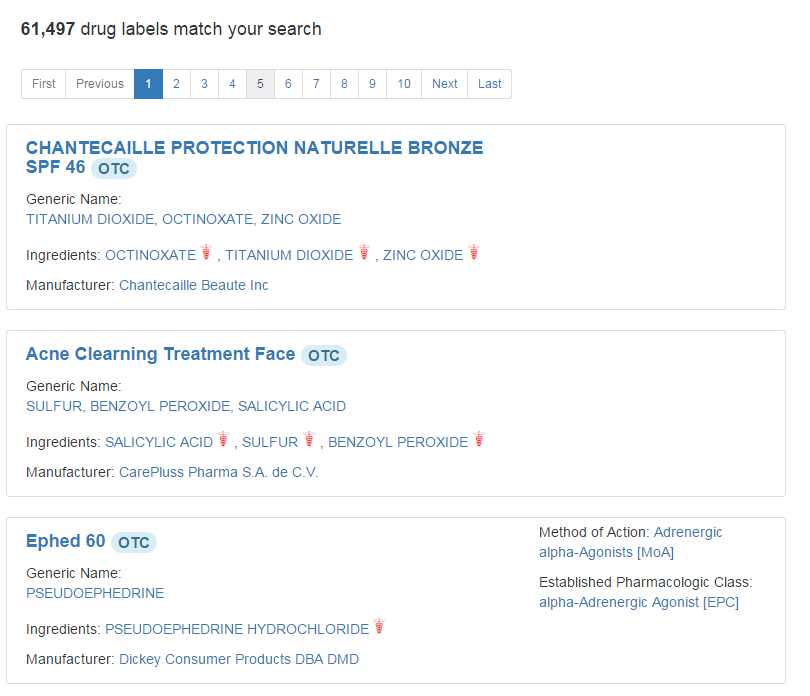 61,497 drug labels match your search
First Previous 1 2 3 4 5 6 7 8 9 10 Next Last
CHANTECAILLE PROTECTION NATURELLE BRONZE
SPF 46 OTC
Generic Name:
TITANIUM DIOXIDE, OCTINOXATE, ZINC OXIDE
Ingredients: OCTINOXATE , TITANIUM DIOXIDE , ZINC OXIDE
Manufacturer: Chantecaille Beaute Inc
Acne Clearning Treatment Face OTC
Generic Name:
SULFUR, BENZOYL PEROXIDE, SALICYLIC ACID
Ingredients: SALICYLIC ACID , SULFUR , BENZOYL PEROXIDE
Manufacturer: CarePluss Pharma S.A. de C.V.
Ephed 60 OTC
Generic Name:
PSEUDOEPHEDRINE
Ingredients: PSEUDOEPHEDRINE HYDROCHLORIDE
Manufacturer: Dickey Consumer Products DBA DMD
Method of Action: Adrenergic
alpha-Agonists [MoA]
Established Pharmacologic Class:
alpha-Adrenergic Agonist [EPC]